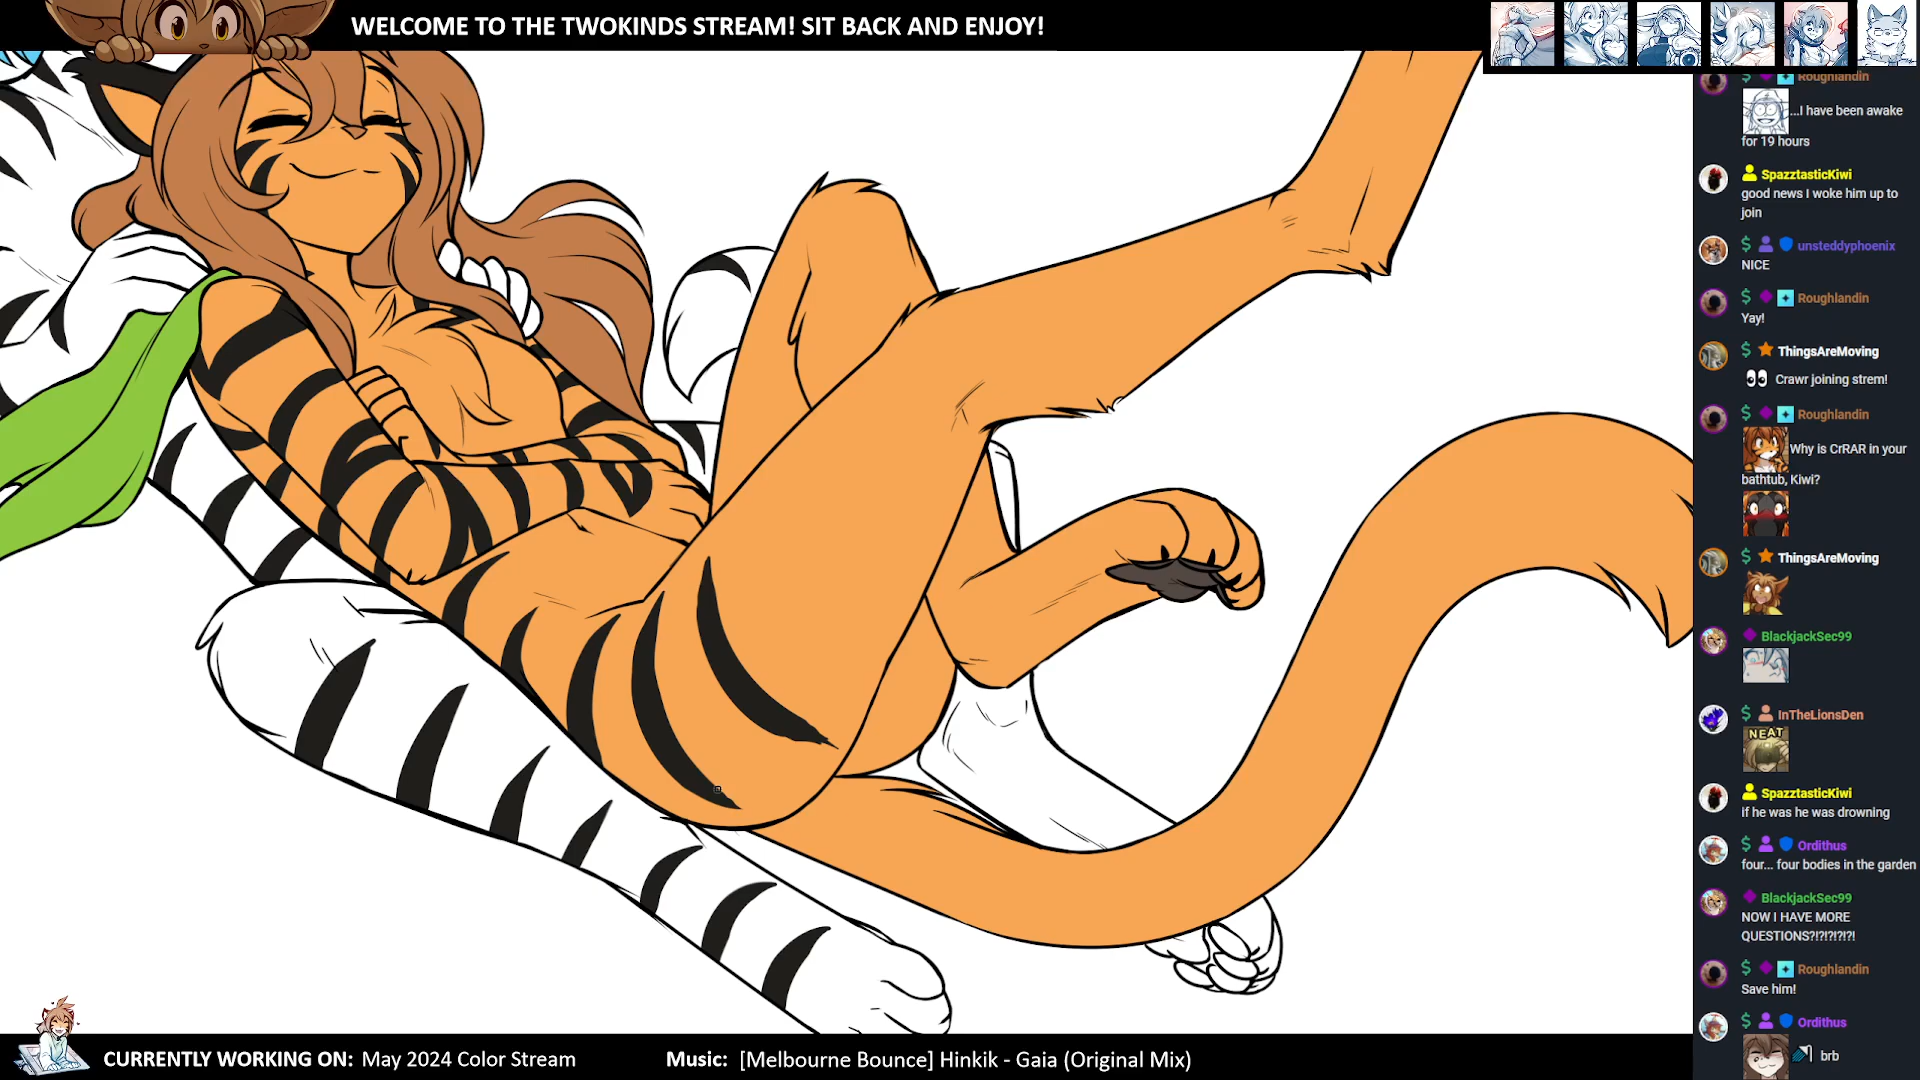 WELCOME TO THE TWOKINDS STREAM! SIT BACK AND ENJOY!
Roughlandin
...I have been awake
for 19 hours
SpazztasticKiwi
good news I woke him up to
join
unsteddyphoenix
NICE
Roughlandin
Yay!
ThingsAreMoving
Crawr joining strem!
Roughlandin
Why is CrRAR in your
bathtub, Kiwi?
ThingsAreMoving
BlackjackSec99
InTheLionsDen
NEAT
SpazztasticKiwi
If he was he was drowning
Ordithus
four... four bodies in the garden
BlackjackSec99
NOW I HAVE MORE
QUESTIONS?!?!?!?!?!
Roughlandin
Save him!
Ordithus
brb
CURRENTLY WORKING ON: May 2024 Color Stream
Music: [Melbourne Bounce] Hinkik - Gaia (Original Mix)